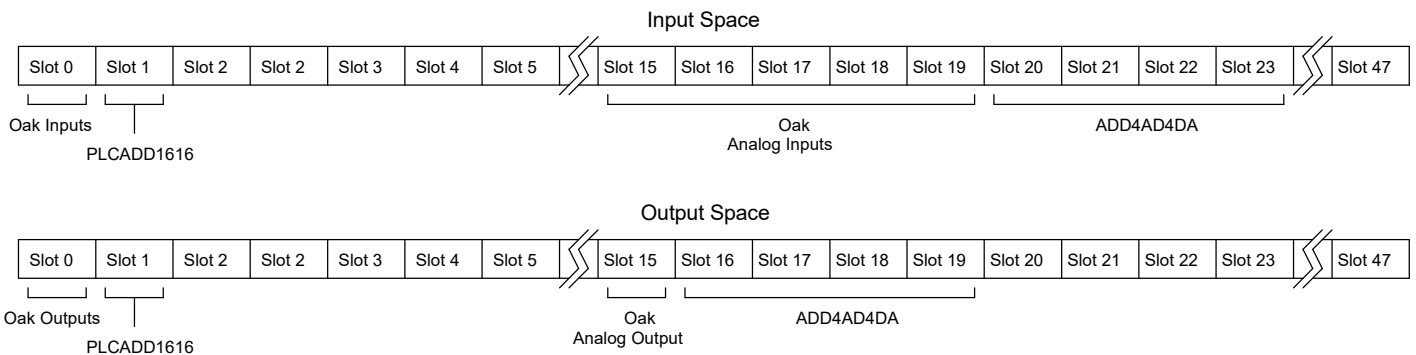 Input Space
Slot 0 Slot 1 Slot 2 Slot 2 Slot 3 Slot 4 Slot 5 Slot 15 Slot 16 Slot 17 Slot 18 Slot 19 Slot 20 Slot 21 Slot 22 Slot 23 Slot 47
Oak Inputs
PLCADD1616
Oak
Analog Inputs
ADD4AD4DA
Output Space
Slot 0 Slot 1 Slot 2 Slot 2 Slot 3 Slot 4 Slot 5 Slot 15 Slot 16 Slot 17 Slot 18 Slot 19 Slot 20 Slot 21 Slot 22 Slot 23 Slot 47
Oak Outputs
PLCADD1616
Oak
Analog Output
ADD4AD4DA